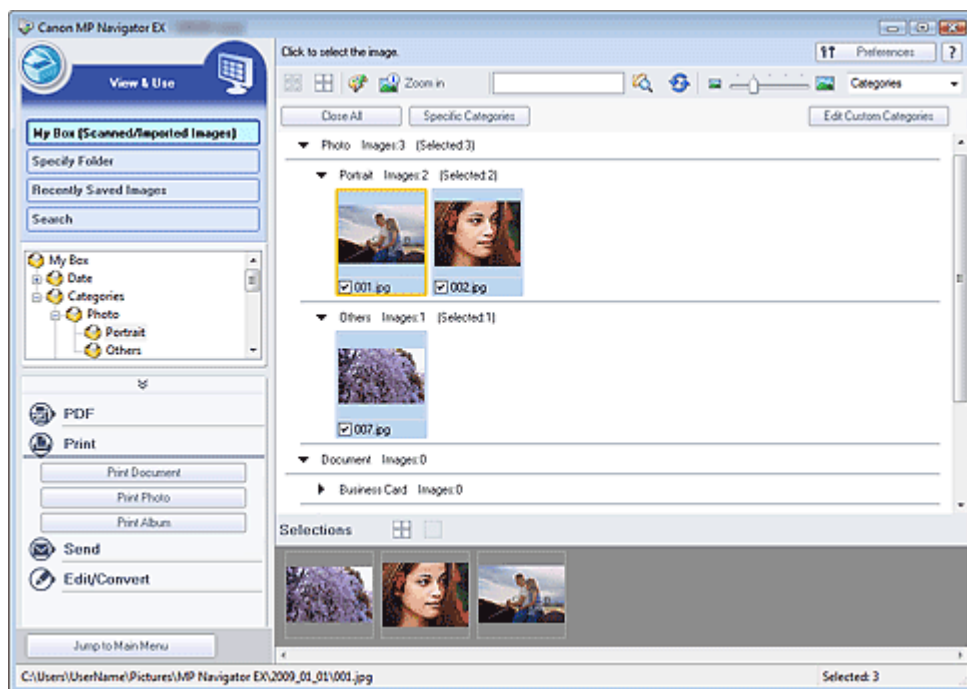 Canon MP Navigator EX
View & Use
My Box (Scanned/Imported Images)
Specify Folder
Recently Saved Images
Search
My Box
Date
Categories
Photo
Portrait
Others
PDF
Print
Print Document
Print Photo
Print Album
Send
Edit/Convert
Jump to Main Menu
Click to select the image.
Preferences
?
Zoom in
Categories
Close All
Specific Categories
Edit Custom Categories
Photo Images:3 (Selected:3)
Portrait Images:2 (Selected:2)
001.jpg
002.jpg
Others Images:1 (Selected:1)
007.jpg
Document Images:0
Business Card Images:0
Selections
C:\Users\UserName\Pictures\MP Navigator EX\2009_01_01\001.jpg
Selected: 3